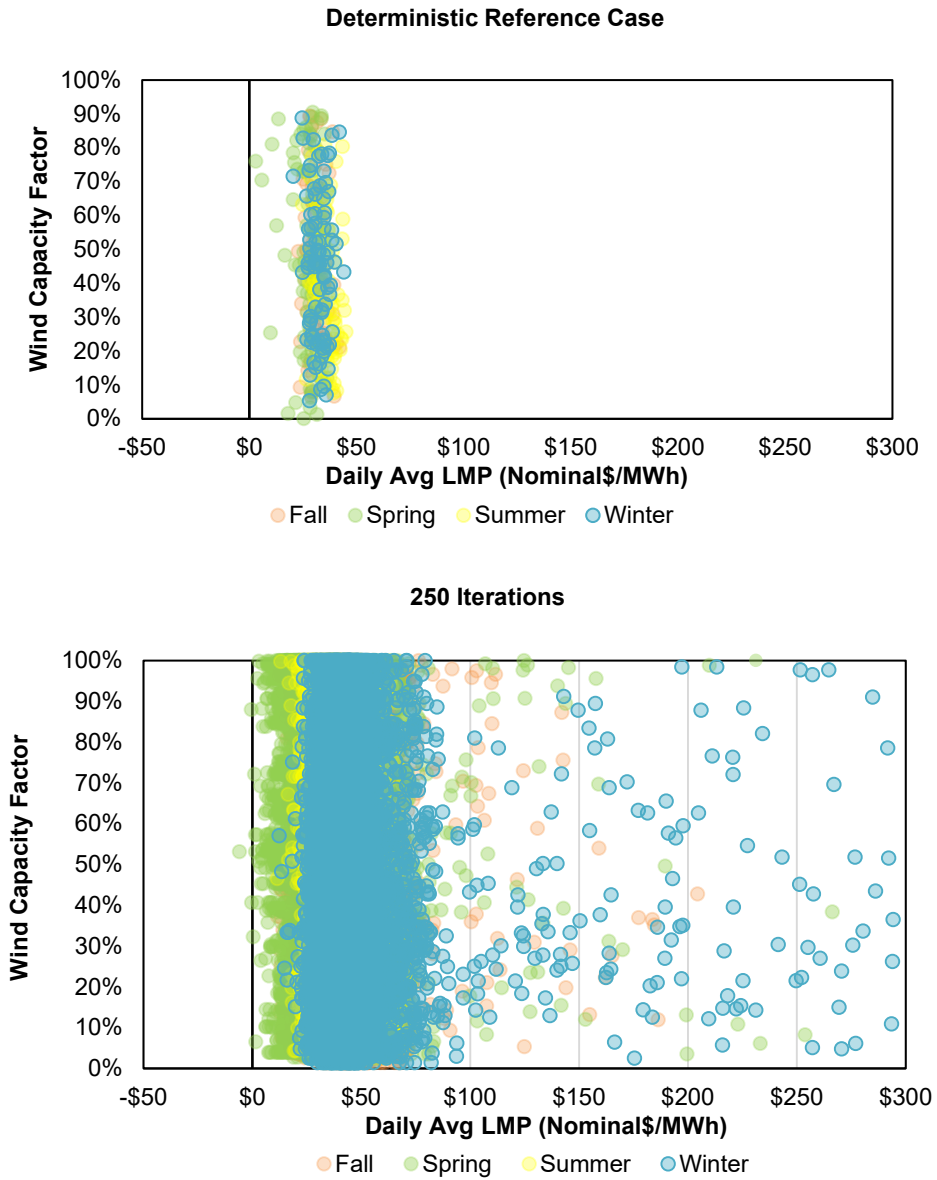 Deterministic Reference Case
100%
90%
80%
70%
60%
50%
40%
30%
20%
10%
0%
Wind Capacity Factor
-$50 $0 $50 $100 $150 $200 $250 $300
Daily Avg LMP (Nominal$/MWh)
Fall Spring Summer Winter
250 Iterations
100%
90%
80%
70%
60%
50%
40%
30%
20%
10%
0%
Wind Capacity Factor
-$50 $0 $50 $100 $150 $200 $250 $300
Daily Avg LMP (Nominal$/MWh)
Fall Spring Summer Winter